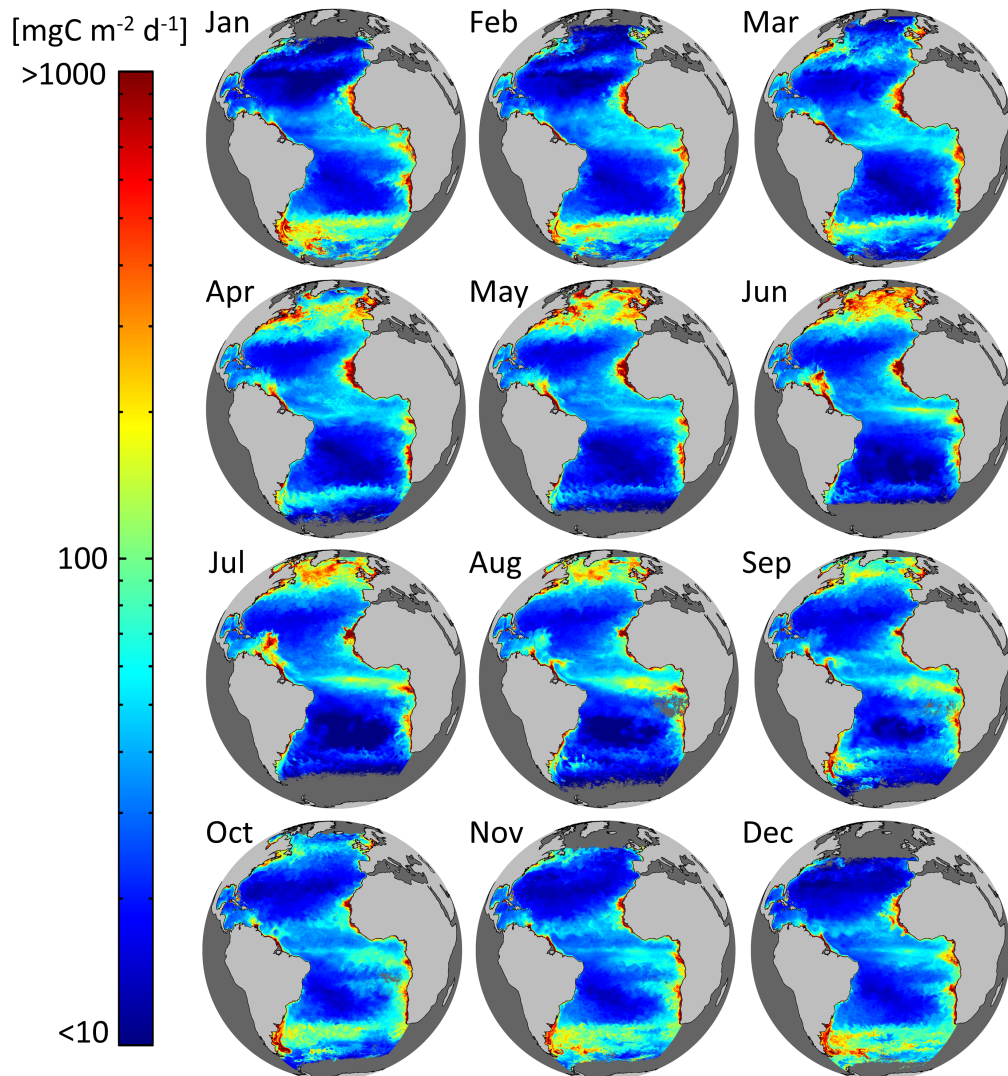 [mgC m⁻² d⁻¹]
>1000
100
<10
Jan Feb Mar
Apr May Jun
Jul Aug Sep
Oct Nov Dec